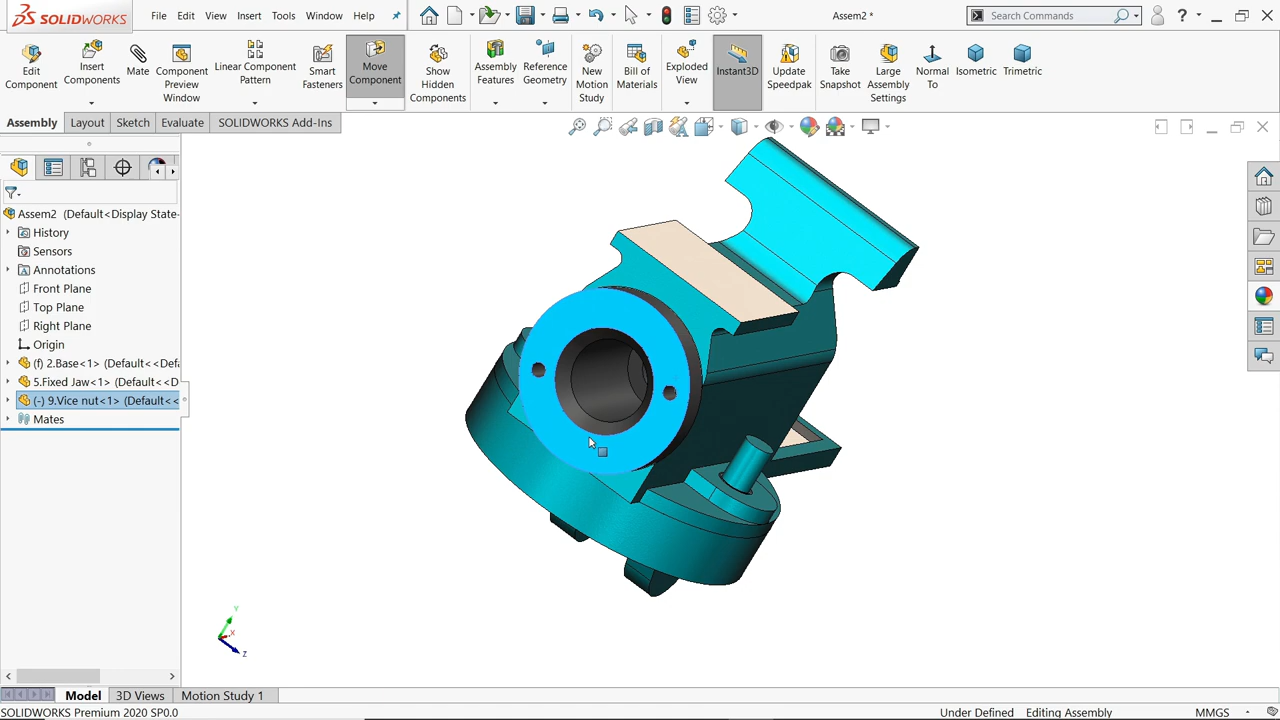 SOLIDWORKS
File Edit View Insert Tools Window Help
Assem2 *
Search Commands
?
Edit Component
Insert Components
Mate
Component Preview Window
Linear Component Pattern
Smart Fasteners
Move Component
Show Hidden Components
Assembly Features
Reference Geometry
New Motion Study
Bill of Materials
Exploded View
Instant3D
Update Speedpak
Take Snapshot
Large Assembly Settings
Normal To
Isometric
Trimetric
Assembly Layout Sketch Evaluate SOLIDWORKS Add-Ins
Assem2 (Default<Display State-
History
Sensors
Annotations
Front Plane
Top Plane
Right Plane
Origin
(f) 2.Base<1> (Default<<Defa
5.Fixed Jaw<1> (Default<<D
(-) 9.Vice nut<1> (Default<<
Mates
Y
X
Z
Model 3D Views Motion Study 1
SOLIDWORKS Premium 2020 SP0.0
Under Defined Editing Assembly MMGS